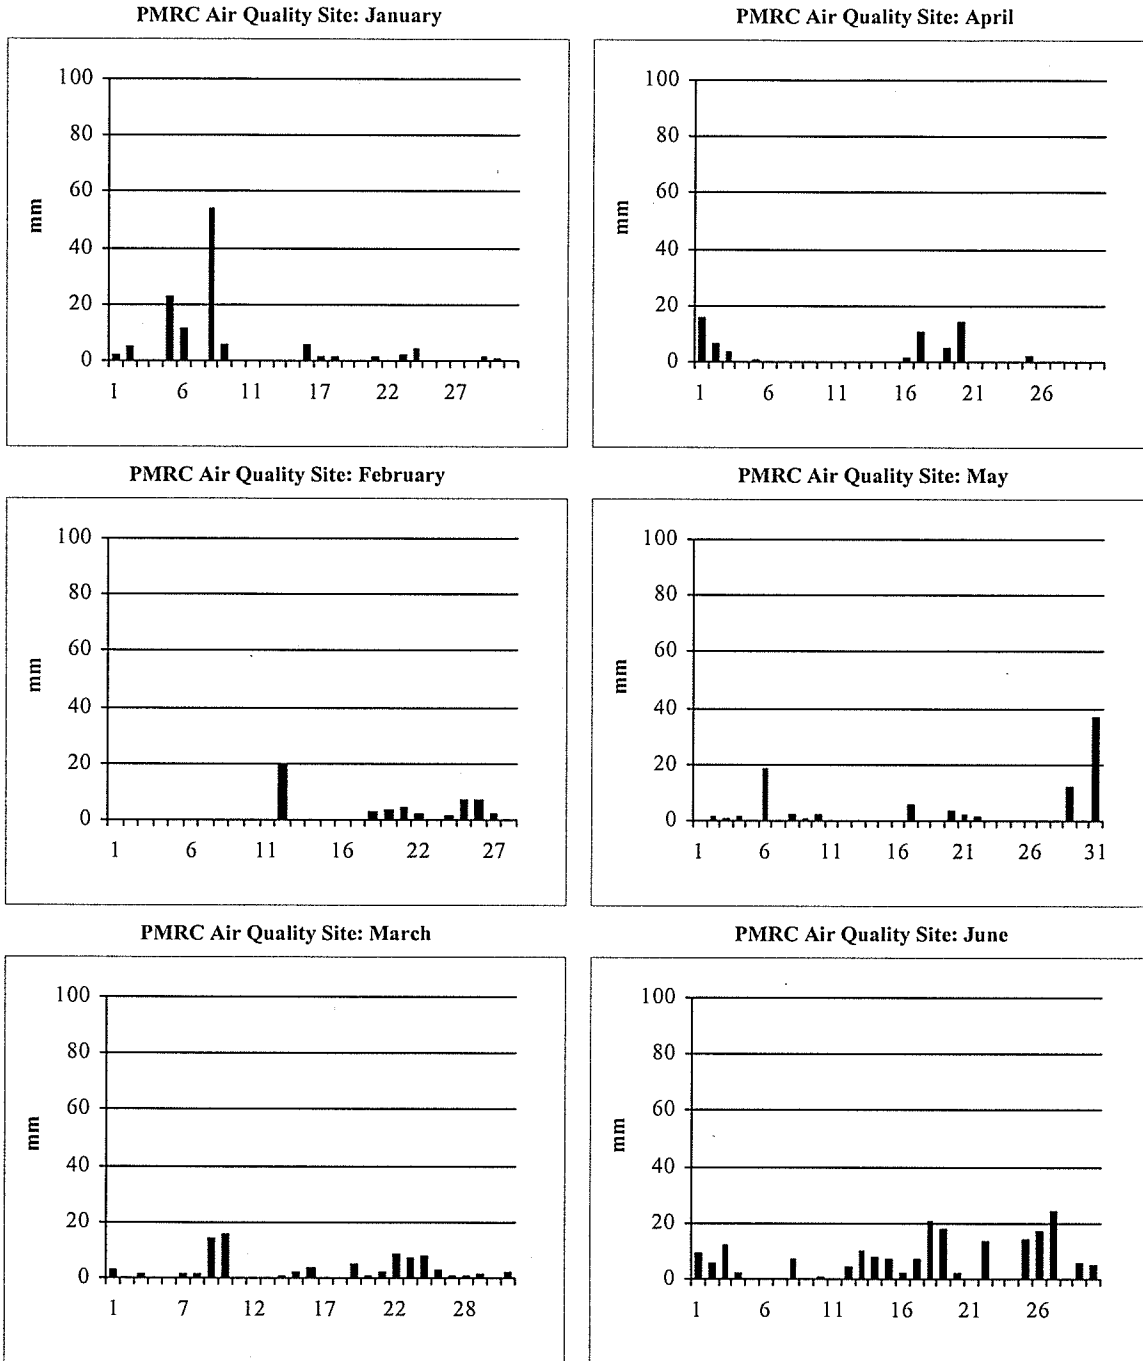 PMRC Air Quality Site: January
100
80
60
40
20
0
mm
1 6 11 17 22 27
PMRC Air Quality Site: April
100
80
60
40
20
0
mm
1 6 11 16 21 26
PMRC Air Quality Site: February
100
80
60
40
20
0
mm
1 6 11 16 22 27
PMRC Air Quality Site: May
100
80
60
40
20
0
mm
1 6 11 16 21 26 31
PMRC Air Quality Site: March
100
80
60
40
20
0
mm
1 7 12 17 23 28
PMRC Air Quality Site: June
100
80
60
40
20
0
mm
1 6 11 16 21 26